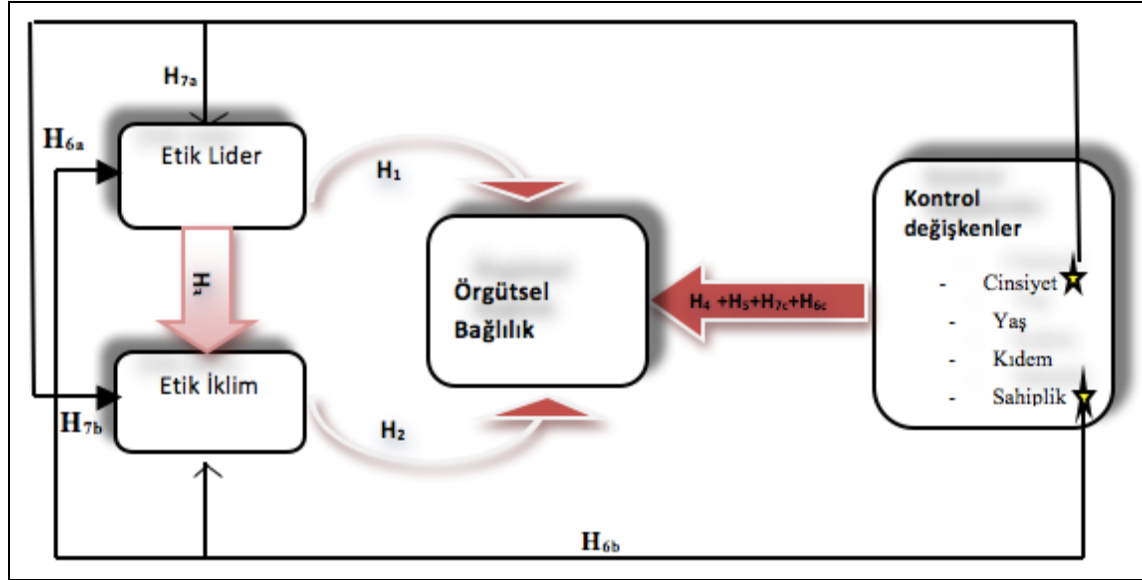 H7a
H6a
Etik Lider
H1
Kontrol
değişkenler
- Cinsiyet
- Yaş
- Kıdem
- Sahiplik
Örgütsel
Bağlılık
H4 +H5+H7c+H6c
Etik İklim
H7b
H2
H6b